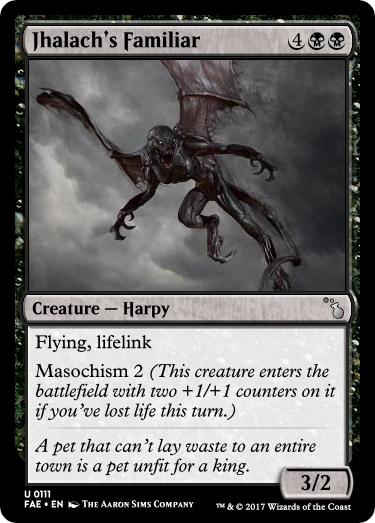 Jhalach's Familiar 4
Creature — Harpy
Flying, lifelink
Masochism 2 (This creature enters the
battlefield with two +1/+1 counters on it
if you've lost life this turn.)
A pet that can't lay waste to an entire
town is a pet unfit for a king.
3/2
U 0111
FAE • EN The Aaron Sims Company
™ & © 2017 Wizards of the Coast